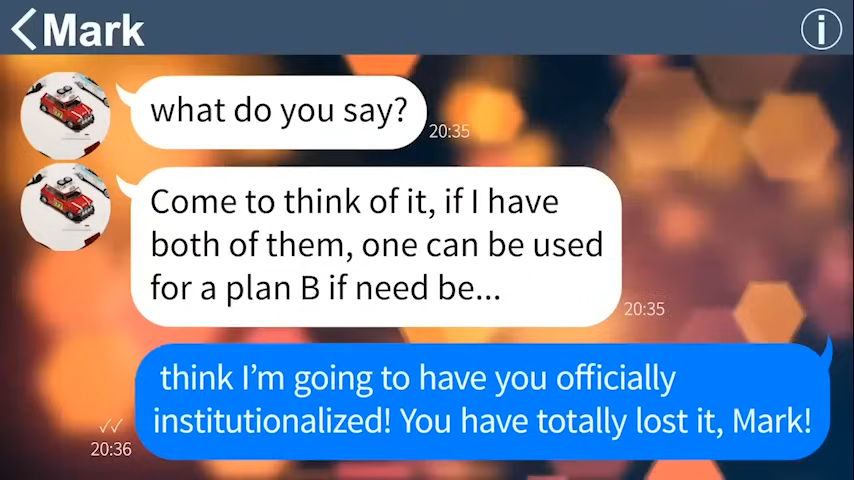 Mark
i
what do you say?
20:35
Come to think of it, if I have
both of them, one can be used
for a plan B if need be...
20:35
think I'm going to have you officially
institutionalized! You have totally lost it, Mark!
20:36